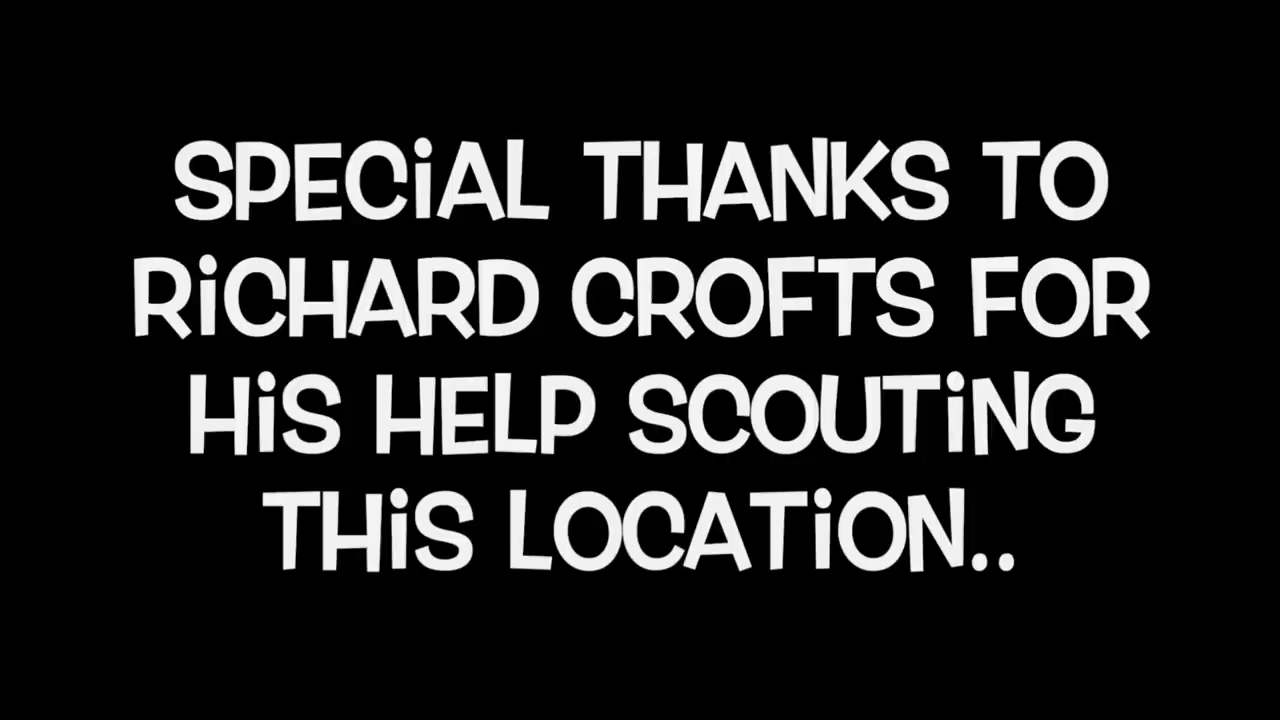 SPECiAL THANKS TO
RiCHARD CROFTS FOR
HiS HELP SCOUTiNG
THiS LOCATiON..